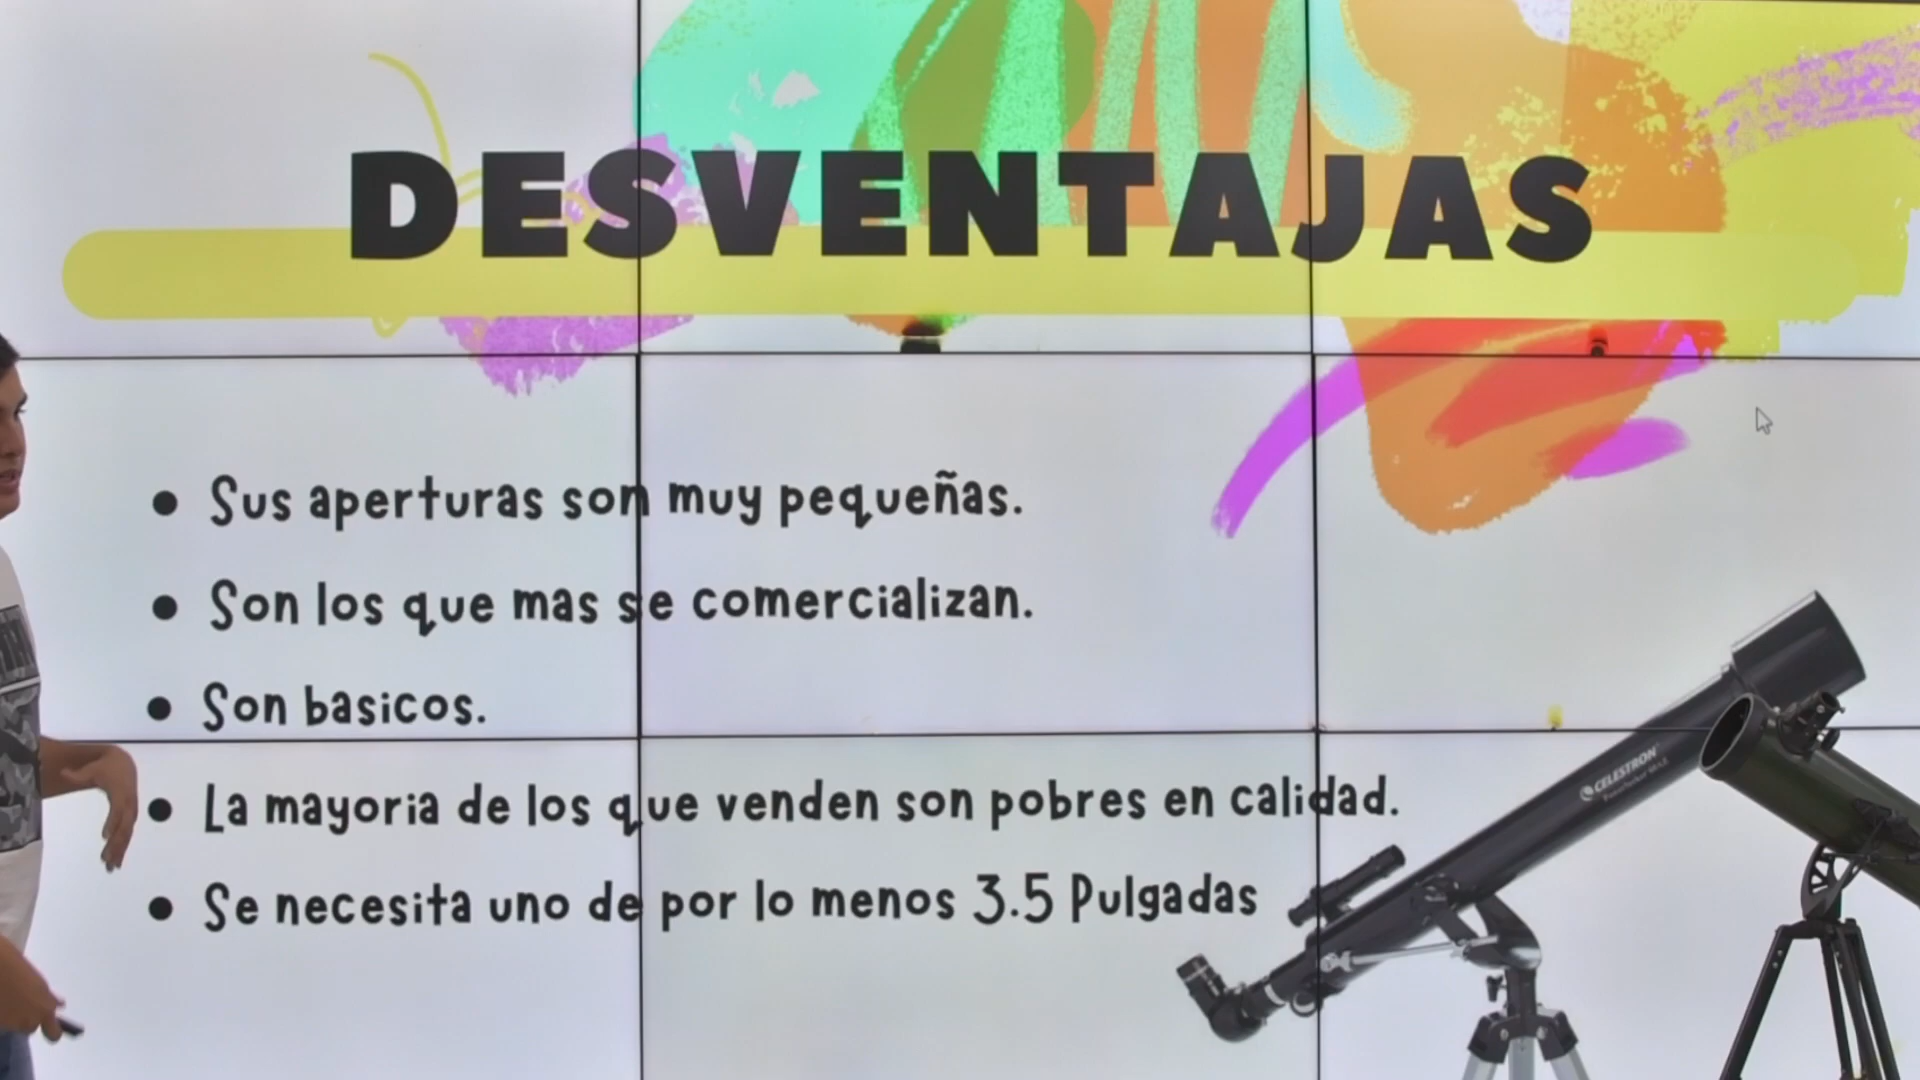 DESVENTAJAS
• Sus aperturas son muy pequeñas.
• Son los que mas se comercializan.
• Son basicos.
• La mayoria de los que venden son pobres en calidad.
• Se necesita uno de por lo menos 3.5 Pulgadas
CELESTRON